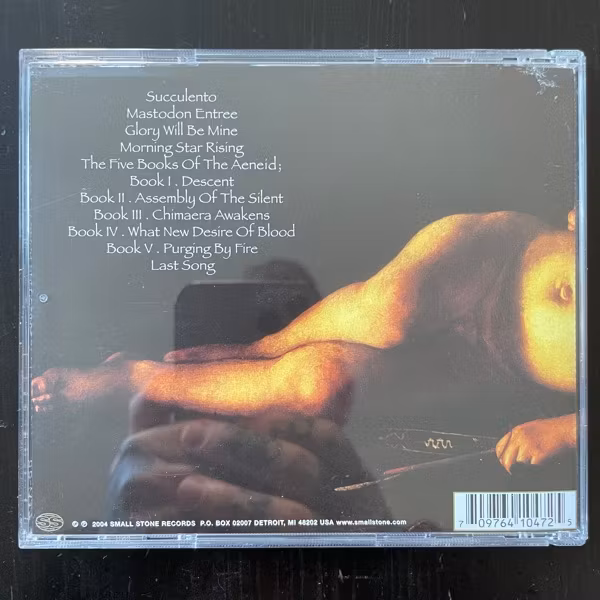 Succulento
Mastodon Entree
Glory Will Be Mine
Morning Star Rising
The Five Books Of The Aeneid;
Book I . Descent
Book II . Assembly Of The Silent
Book III . Chimaera Awakens
Book IV . What New Desire Of Blood
Book V . Purging By Fire
Last Song
®
SS © ℗ 2004 SMALL STONE RECORDS P.O. BOX 02007 DETROIT, MI 48202 USA www.smallstone.com
7 09764 10472 5